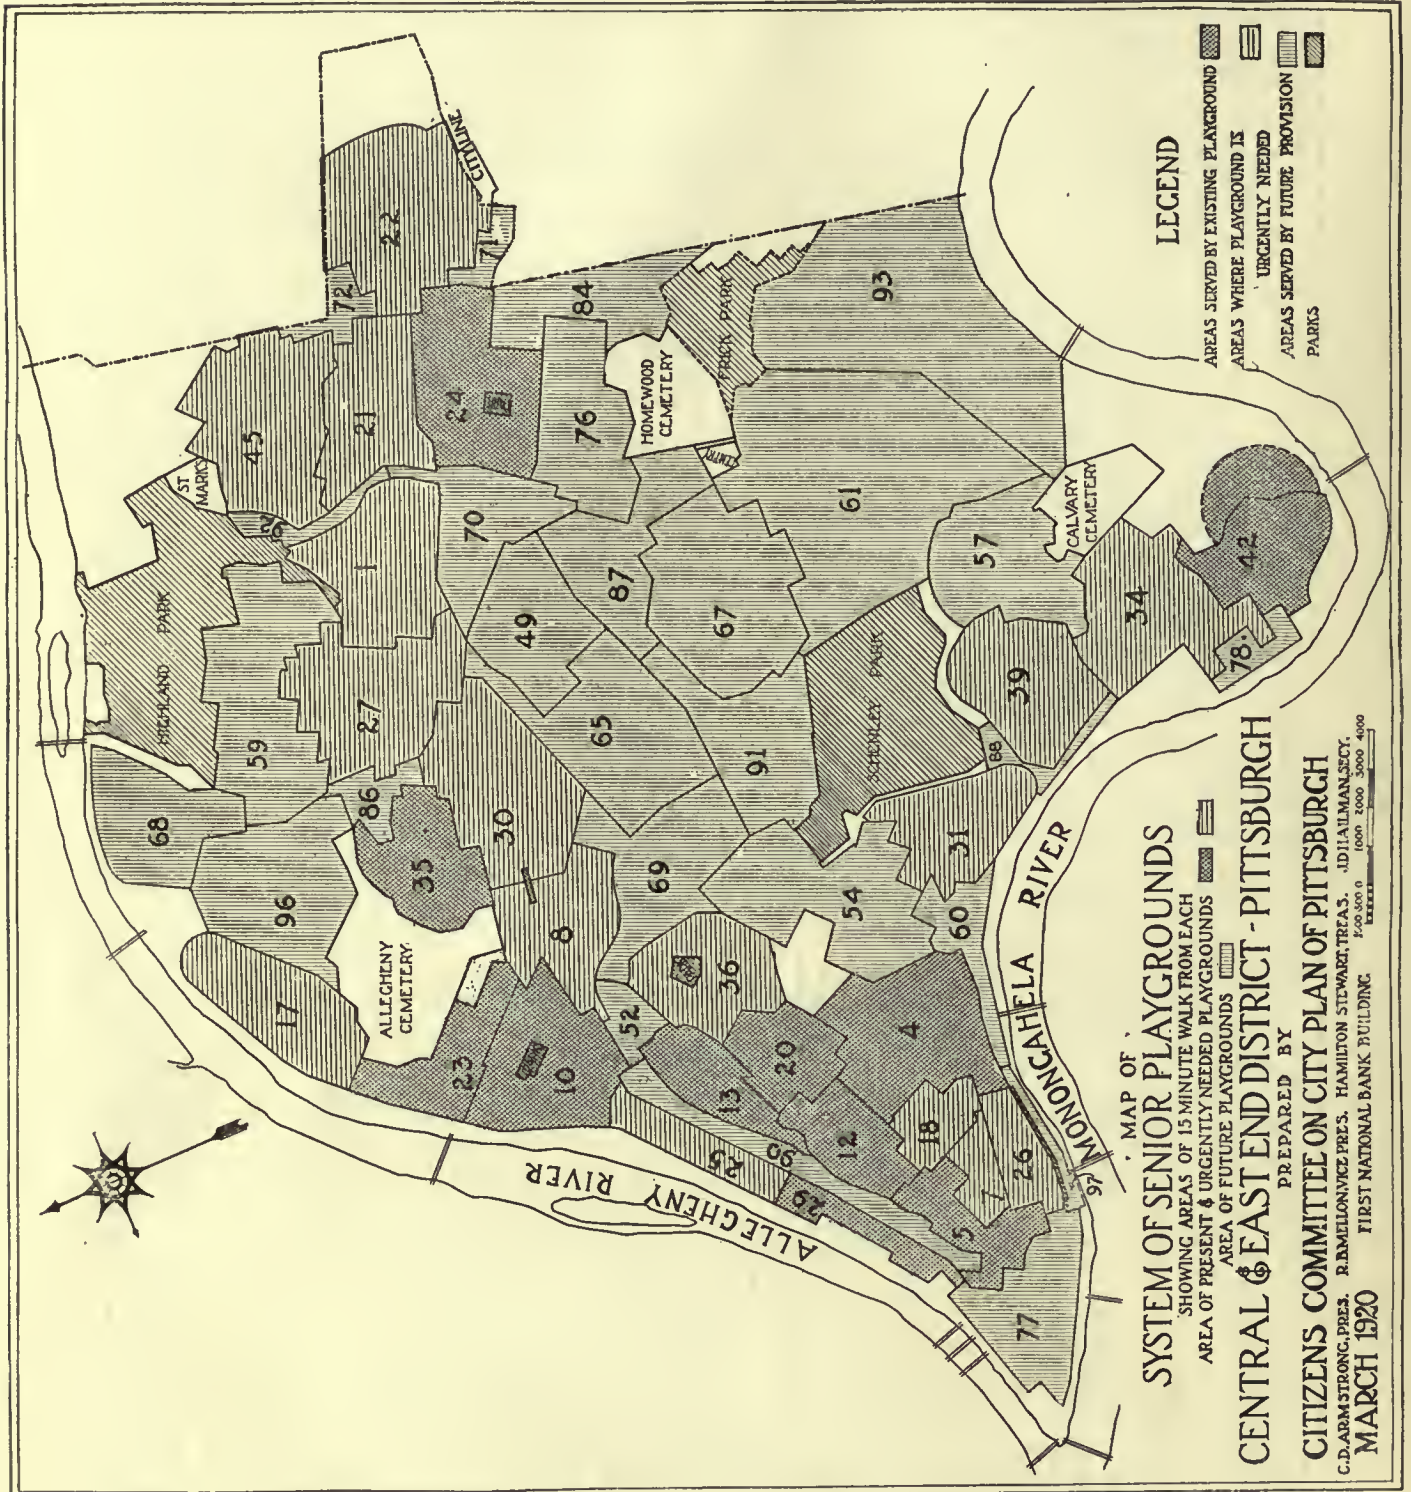 MAP OF
SYSTEM OF SENIOR PLAYGROUNDS
SHOWING AREAS OF 15 MINUTE WALK FROM EACH
AREA OF PRESENT & URGENTLY NEEDED PLAYGROUNDS
AREA OF FUTURE PLAYGROUNDS
CENTRAL & EAST END DISTRICT - PITTSBURGH
PREPARED BY
CITIZENS COMMITTEE ON CITY PLAN OF PITTSBURGH
C.D. ARMSTRONG, PRES. R.B. MELLON, VICE PRES. HAMILTON STEWART, TREAS. J.D. HAILMAN, SECY.
MARCH 1920
FIRST NATIONAL BANK BUILDING
1000 2000 3000 4000
LEGEND
AREAS SERVED BY EXISTING PLAYGROUND
AREAS WHERE PLAYGROUND IS
URGENTLY NEEDED
AREAS SERVED BY FUTURE PROVISION
PARKS
ALLEGHENY RIVER
MONONGAHELA RIVER
CITY LINE
HIGHLAND PARK
ST
MARKS
ALLEGHENY
CEMETERY
HOMEWOOD
CEMETERY
FRICK PARK
SCHENLEY PARK
CALVARY
CEMETERY
22
71
72
84
93
45
21
24
76
92
1
70
61
57
42
59
27
49
87
67
34
78
39
68
86
30
65
91
88
96
35
69
31
17
8
54
60
36
52
23
10
20
4
13
12
18
25
90
29
26
7
5
97
77